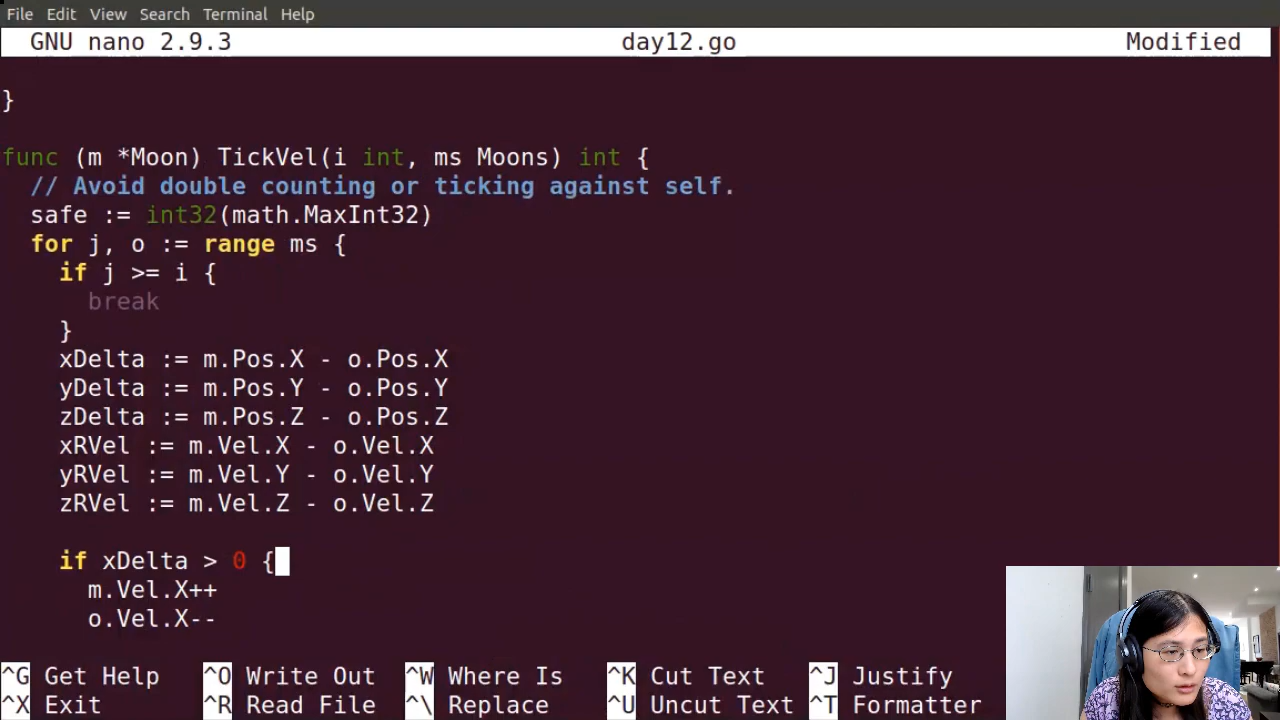 File Edit View Search Terminal Help
GNU nano 2.9.3 day12.go Modified
}
func (m *Moon) TickVel(i int, ms Moons) int {
// Avoid double counting or ticking against self.
safe := int32(math.MaxInt32)
for j, o := range ms {
if j >= i {
break
}
xDelta := m.Pos.X - o.Pos.X
yDelta := m.Pos.Y - o.Pos.Y
zDelta := m.Pos.Z - o.Pos.Z
xRVel := m.Vel.X - o.Vel.X
yRVel := m.Vel.Y - o.Vel.Y
zRVel := m.Vel.Z - o.Vel.Z
if xDelta > 0 {
m.Vel.X++
o.Vel.X--
^G Get Help ^O Write Out ^W Where Is ^K Cut Text ^J Justify
^X Exit ^R Read File ^\ Replace ^U Uncut Text ^T Formatter